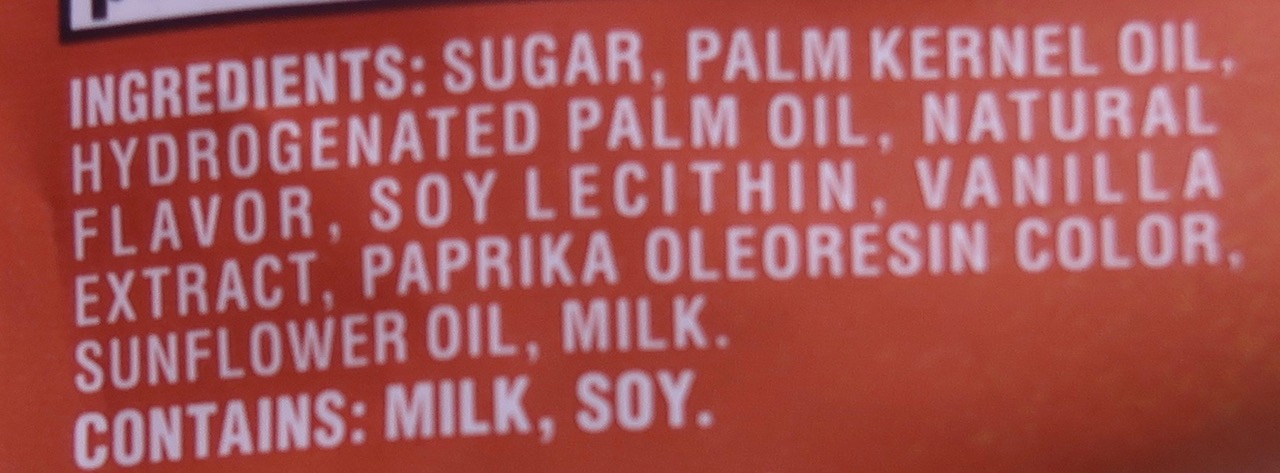 INGREDIENTS: SUGAR, PALM KERNEL OIL,
HYDROGENATED PALM OIL, NATURAL
FLAVOR, SOY LECITHIN, VANILLA
EXTRACT, PAPRIKA OLEORESIN COLOR,
SUNFLOWER OIL, MILK.
CONTAINS: MILK, SOY.